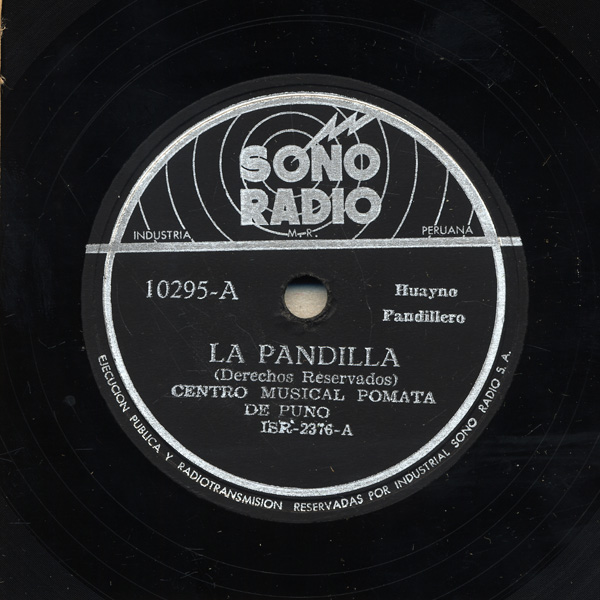 SONO
RADIO
INDUSTRIA M.R. PERUANA
10295-A
Huayno
Pandillero
LA PANDILLA
(Derechos Reservados)
CENTRO MUSICAL POMATA
DE PUNO
ISR-2376-A
EJECUCION PUBLICA Y RADIOTRANSMISION RESERVADAS POR INDUSTRIAL SONO RADIO S.A.